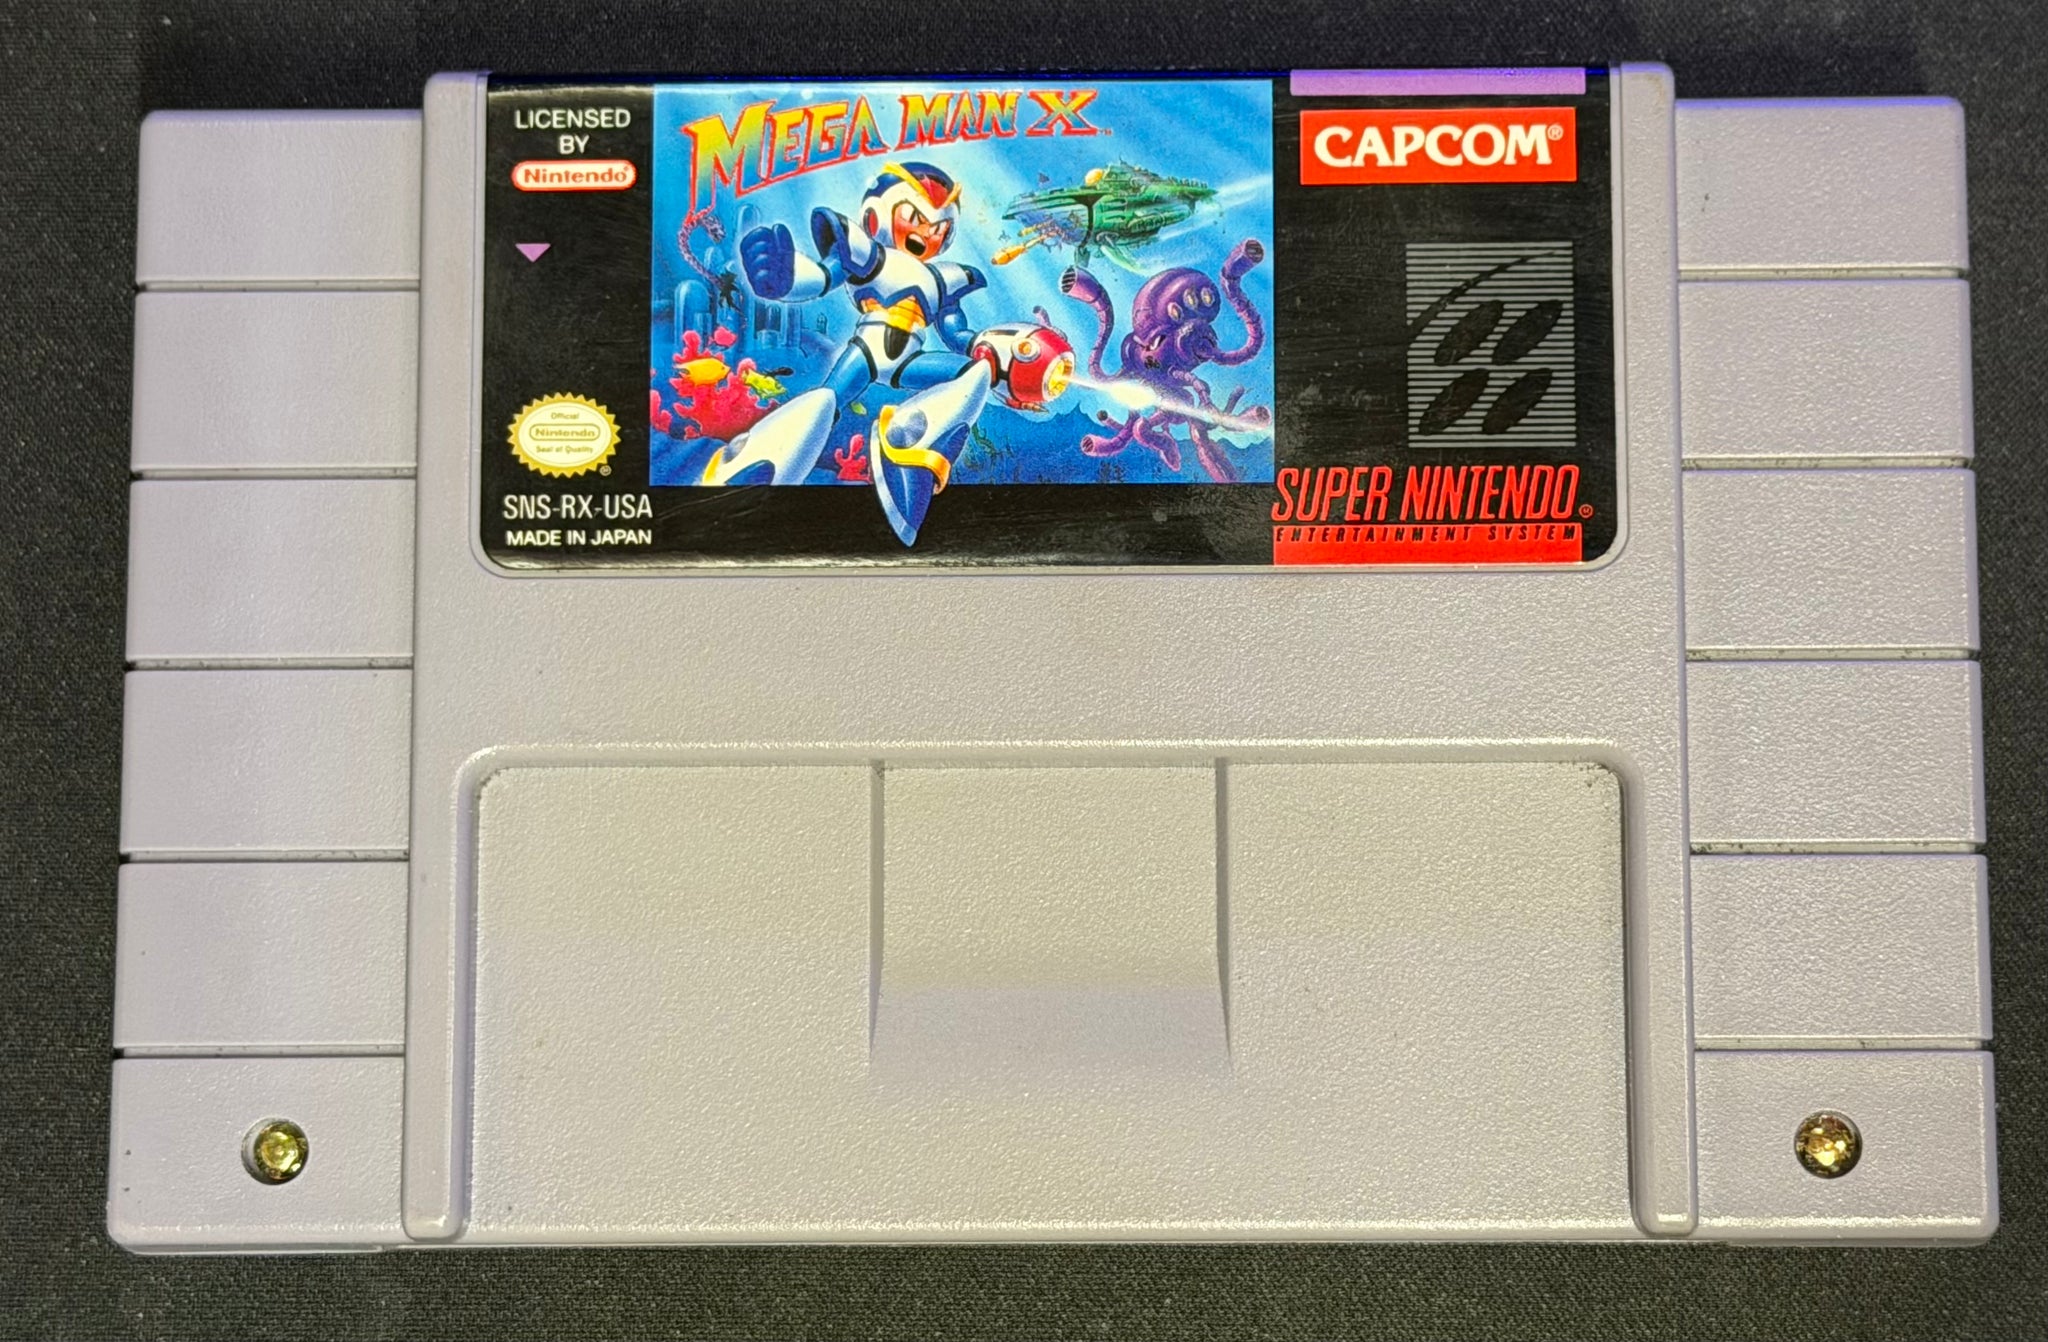 LICENSED
BY
Nintendo®
MEGA MAN X™
CAPCOM®
Official
Nintendo
Seal of Quality
®
SNS-RX-USA
MADE IN JAPAN
SUPER NINTENDO®
ENTERTAINMENT SYSTEM